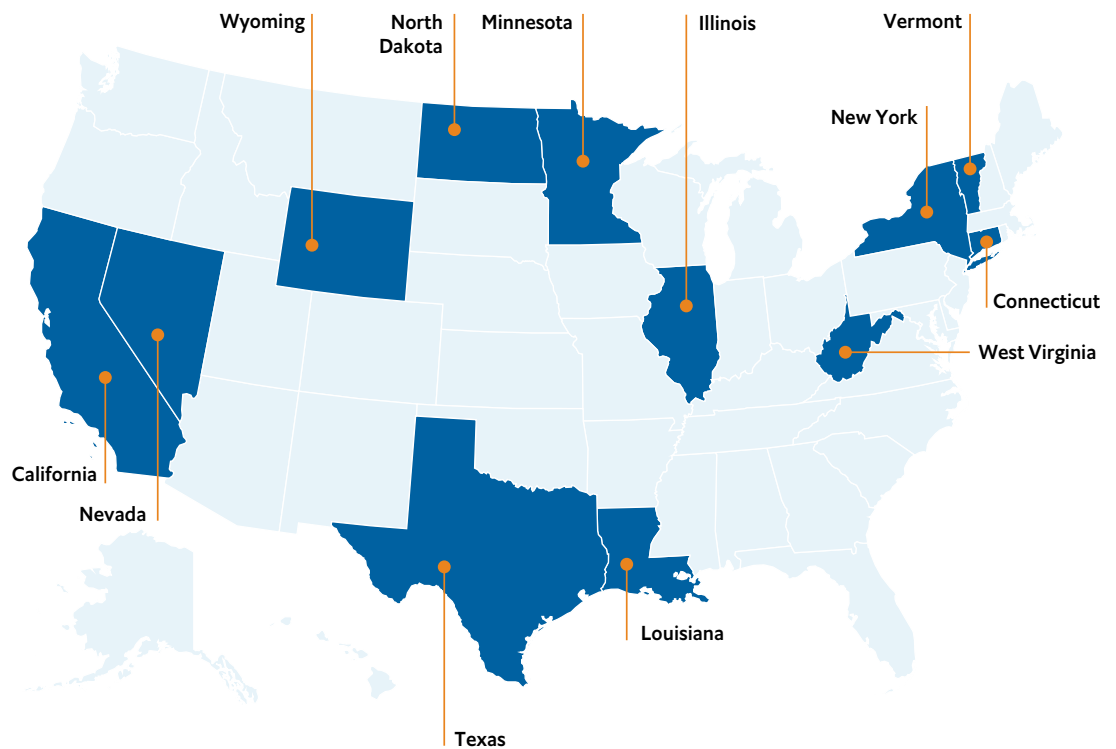 Wyoming
North
Dakota
Minnesota
Illinois
Vermont
New York
Connecticut
West Virginia
California
Nevada
Louisiana
Texas